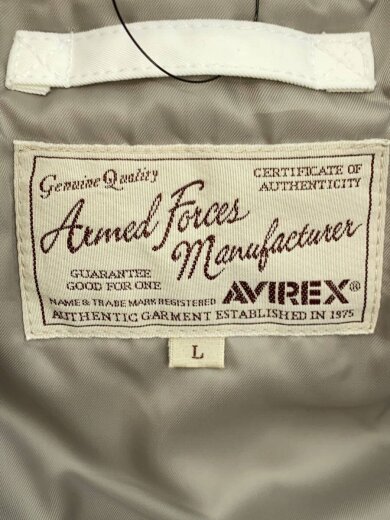 Genuine Quality
CERTIFICATE OF
AUTHENTICITY
Armed Forces
Manufacturer
GUARANTEE
GOOD FOR ONE
NAME & TRADE MARK REGISTERED
AVIREX®
AUTHENTIC GARMENT ESTABLISHED IN 1975
L